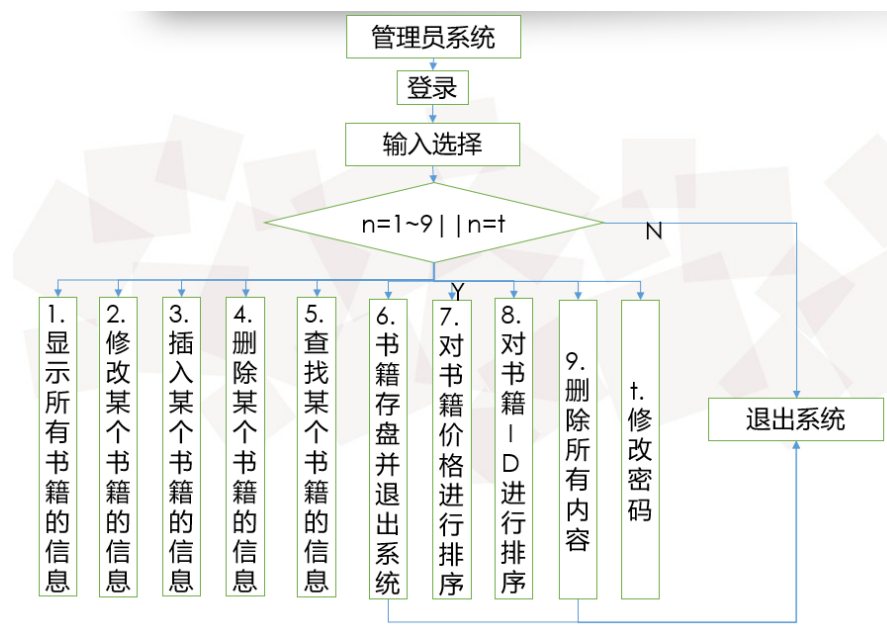 管理员系统
登录
输入选择
n=1~9||n=t
N
Y
1.显示所有书籍的信息
2.修改某个书籍的信息
3.插入某个书籍的信息
4.删除某个书籍的信息
5.查找某个书籍的信息
6.书籍存盘并退出系统
7.对书籍价格进行排序
8.对书籍ID进行排序
9.删除所有内容
t.修改密码
退出系统